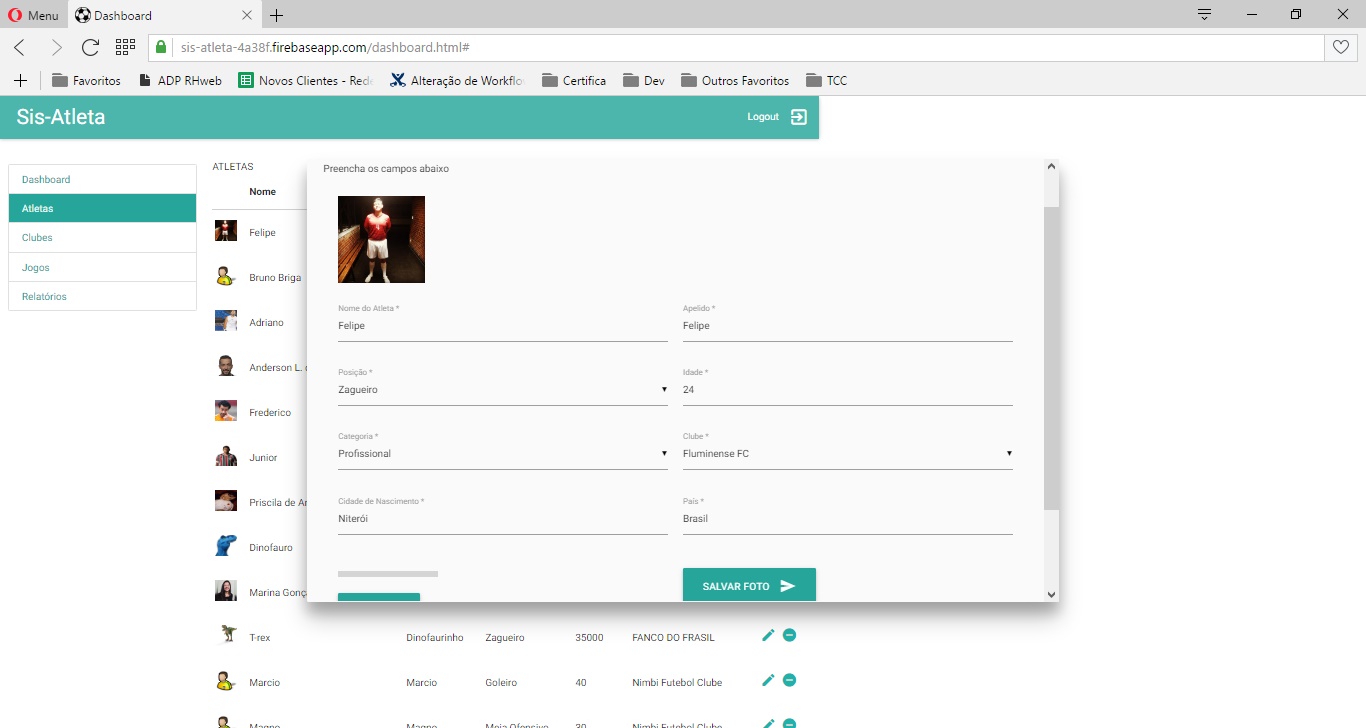 Menu
Dashboard
sis-atleta-4a38f.firebaseapp.com/dashboard.html#
Favoritos
ADP RHweb
Novos Clientes - Rede
Alteração de Workflo
Certifica
Dev
Outros Favoritos
TCC
Sis-Atleta
Logout
Dashboard
Atletas
Clubes
Jogos
Relatórios
ATLETAS
Nome
Felipe
Bruno Briga
Adriano
Anderson L.
Frederico
Junior
Priscila de
Dinofauro
Marina
T-rex Dinofaurinho Zagueiro 35000 FANCO DO FRASIL
Marcio Marcio Goleiro 40 Nimbi Futebol Clube
Magno Magno Meia Ofensivo 30 Nimbi Futebol Clube
Preencha os campos abaixo
Nome do Atleta *
Felipe
Apelido *
Felipe
Posição *
Zagueiro
Idade *
24
Categoria *
Profissional
Clube *
Fluminense FC
Cidade de Nascimento *
Niterói
País *
Brasil
SALVAR FOTO